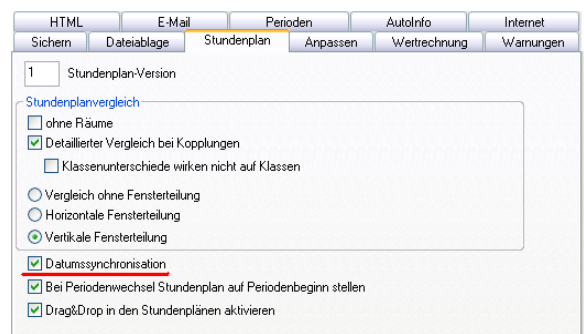 HTML E-Mail Perioden AutoInfo Internet
Sichern Dateiablage Stundenplan Anpassen Wertrechnung Warnungen
1 Stundenplan-Version
Stundenplanvergleich
ohne Räume
Detaillierter Vergleich bei Kopplungen
Klassenunterschiede wirken nicht auf Klassen
Vergleich ohne Fensterteilung
Horizontale Fensterteilung
Vertikale Fensterteilung
Datumssynchronisation
Bei Periodenwechsel Stundenplan auf Periodenbeginn stellen
Drag&Drop in den Stundenplänen aktivieren